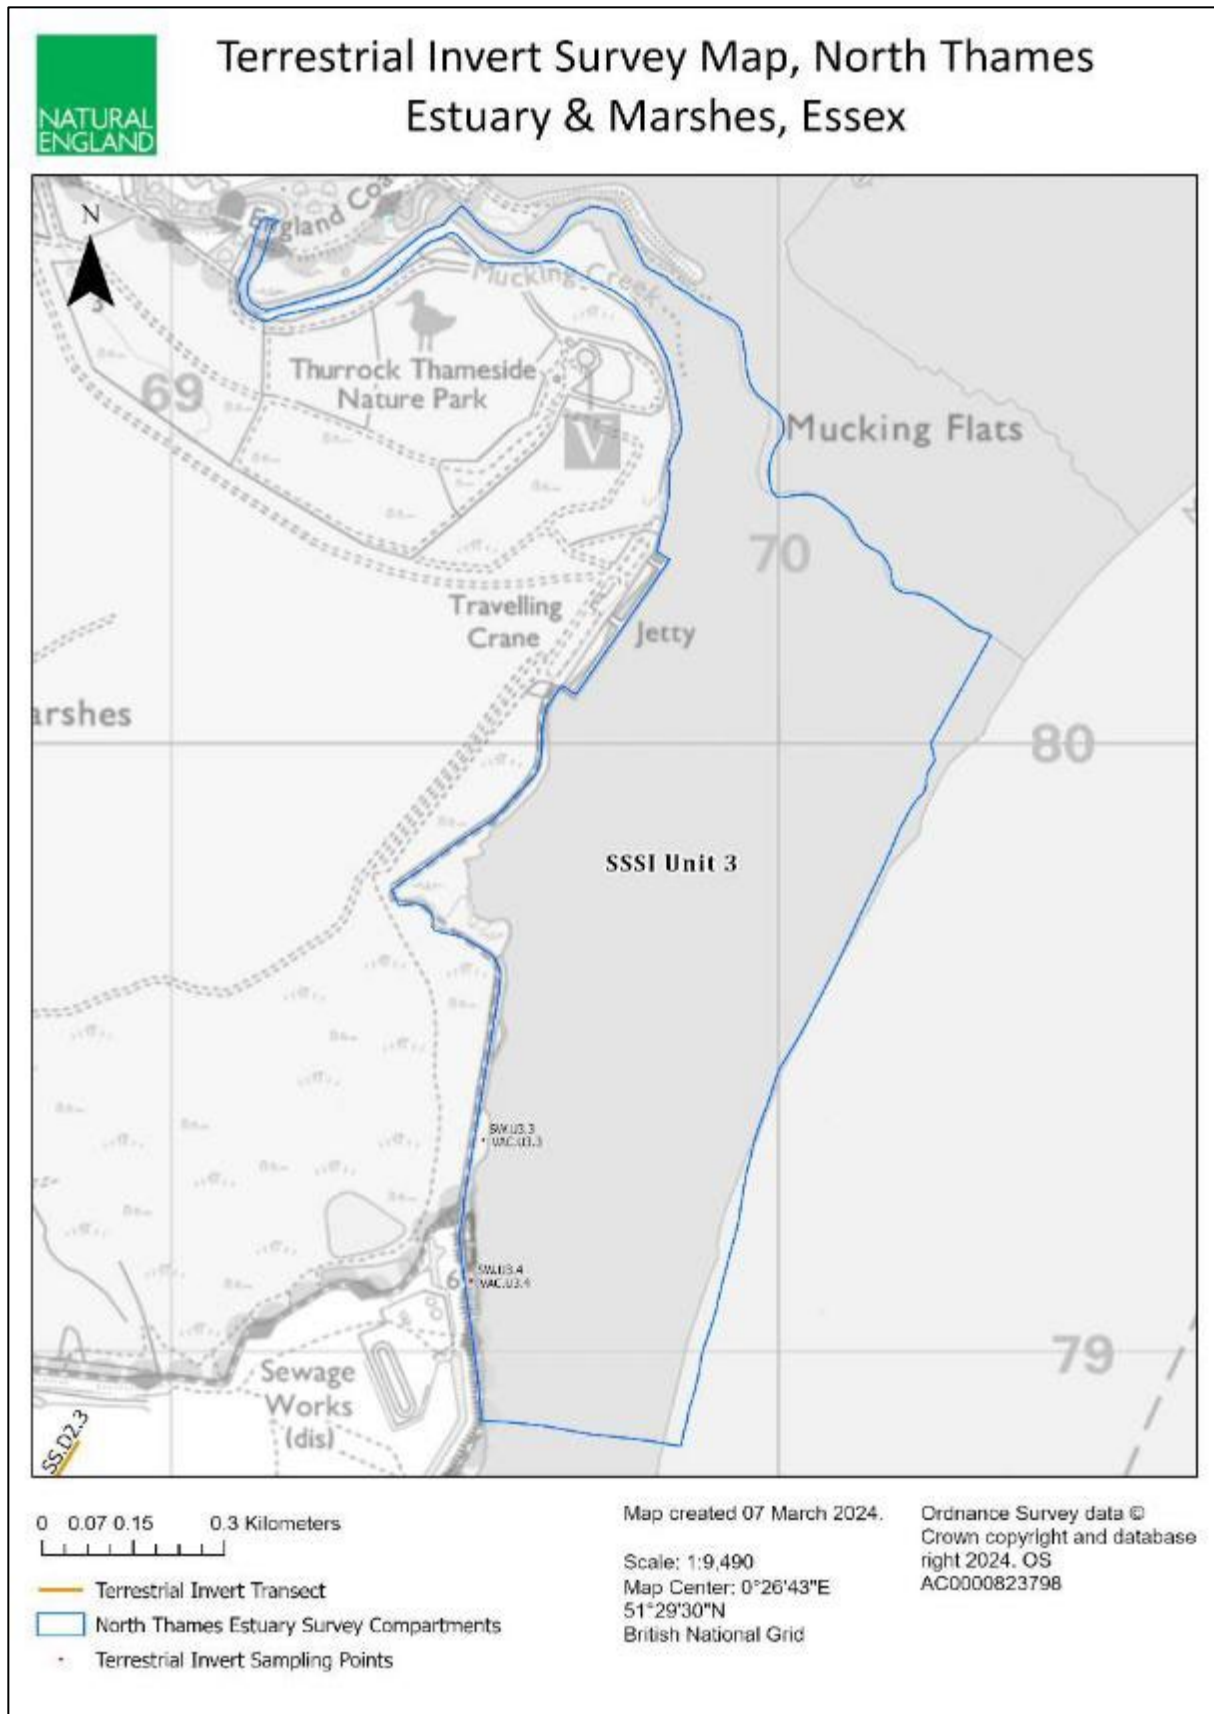 NATURAL
ENGLAND
Terrestrial Invert Survey Map, North Thames
Estuary & Marshes, Essex
N
England Coa
Mucking Creek
Thurrock Thameside
Nature Park
69
V
Mucking Flats
70
Travelling
Crane
Jetty
arshes
80
SSSI Unit 3
SW.U3.3
VAC.U3.3
SW.U3.4
VAC.U3.4
6
79
Sewage
Works
(dis)
SS.D2.3
0 0.07 0.15 0.3 Kilometers
Terrestrial Invert Transect
North Thames Estuary Survey Compartments
Terrestrial Invert Sampling Points
Map created 07 March 2024.
Scale: 1:9,490
Map Center: 0°26'43"E
51°29'30"N
British National Grid
Ordnance Survey data ©
Crown copyright and database
right 2024. OS
AC0000823798